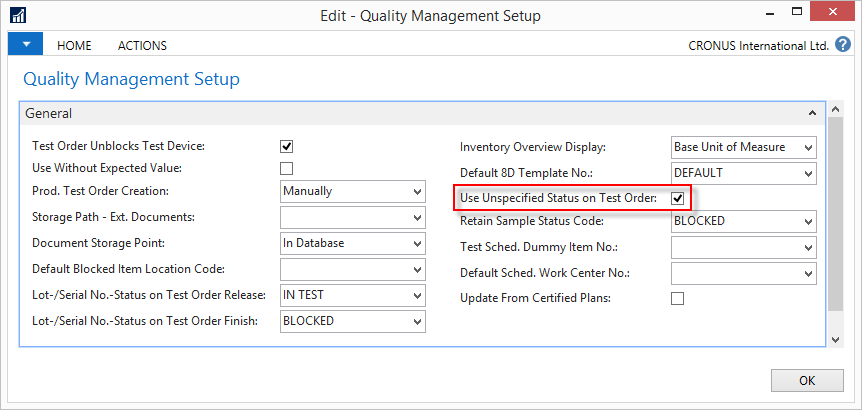 Edit - Quality Management Setup
HOME ACTIONS CRONUS International Ltd. ?
Quality Management Setup
General
Test Order Unblocks Test Device:
Use Without Expected Value:
Prod. Test Order Creation: Manually
Storage Path - Ext. Documents:
Document Storage Point: In Database
Default Blocked Item Location Code:
Lot-/Serial No.-Status on Test Order Release: IN TEST
Lot-/Serial No.-Status on Test Order Finish: BLOCKED
Inventory Overview Display: Base Unit of Measure
Default 8D Template No.: DEFAULT
Use Unspecified Status on Test Order:
Retain Sample Status Code: BLOCKED
Test Sched. Dummy Item No.:
Default Sched. Work Center No.:
Update From Certified Plans:
OK